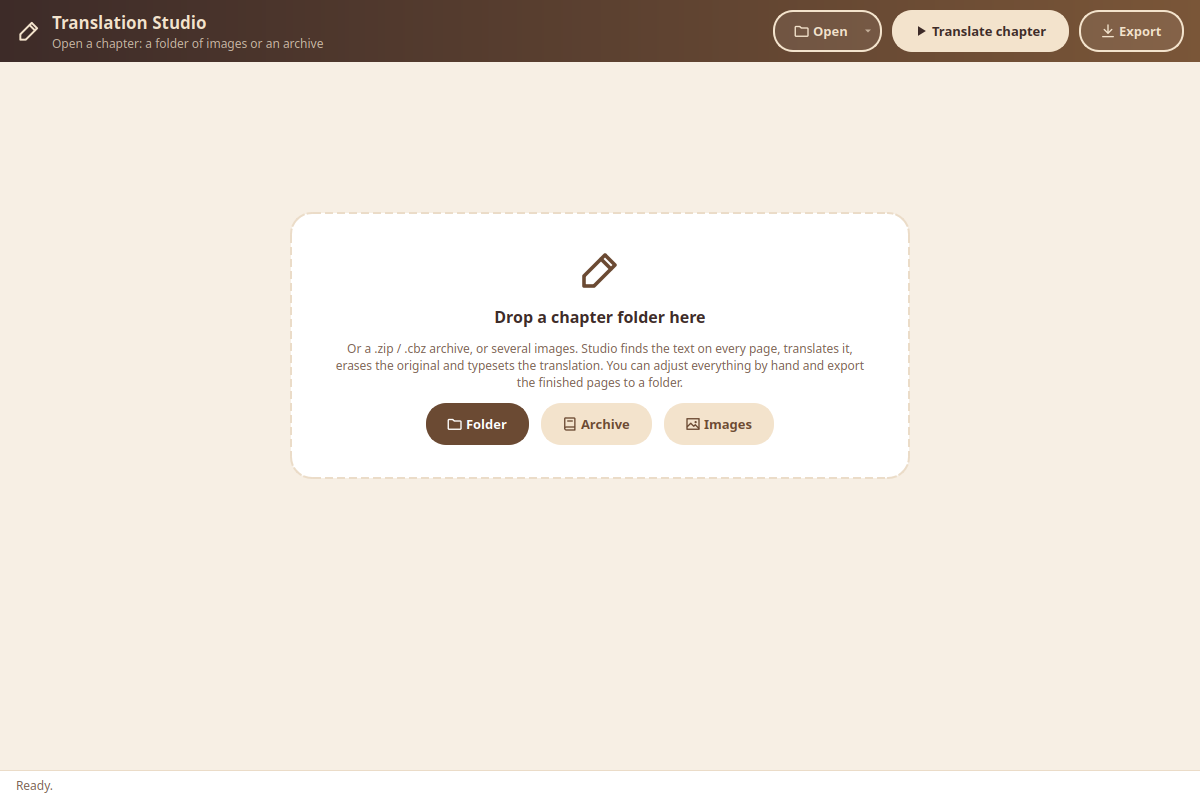 Translation Studio
Open a chapter: a folder of images or an archive
Open
Translate chapter
Export
Drop a chapter folder here
Or a .zip / .cbz archive, or several images. Studio finds the text on every page, translates it,
erases the original and typesets the translation. You can adjust everything by hand and export
the finished pages to a folder.
Folder
Archive
Images
Ready.